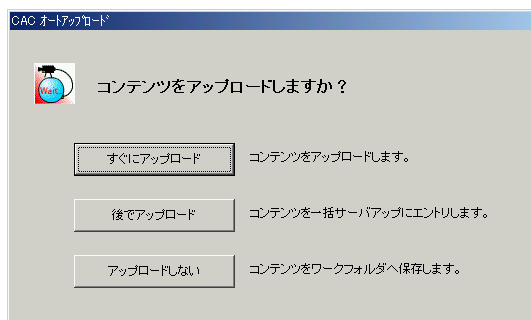 CAC ｵｰﾄｱｯﾌﾟﾛｰﾄﾞ
Wait..
コンテンツをアップロードしますか？
すぐにアップロード
コンテンツをアップロードします。
後でアップロード
コンテンツを一括サーバアップにエントリします。
アップロードしない
コンテンツをワークフォルダへ保存します。